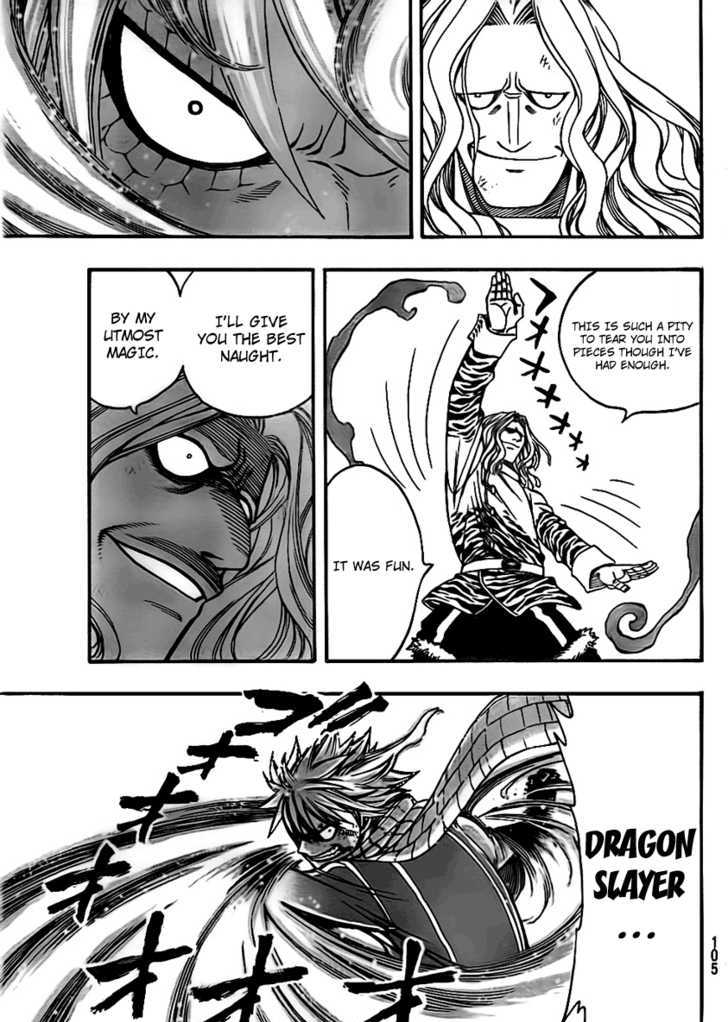 THIS IS SUCH A PITY
TO TEAR YOU INTO
PIECES THOUGH I'VE
HAD ENOUGH.
IT WAS FUN.
I'LL GIVE
YOU THE BEST
NAUGHT.
BY MY
UTMOST
MAGIC.
DRAGON
SLAYER
...
105